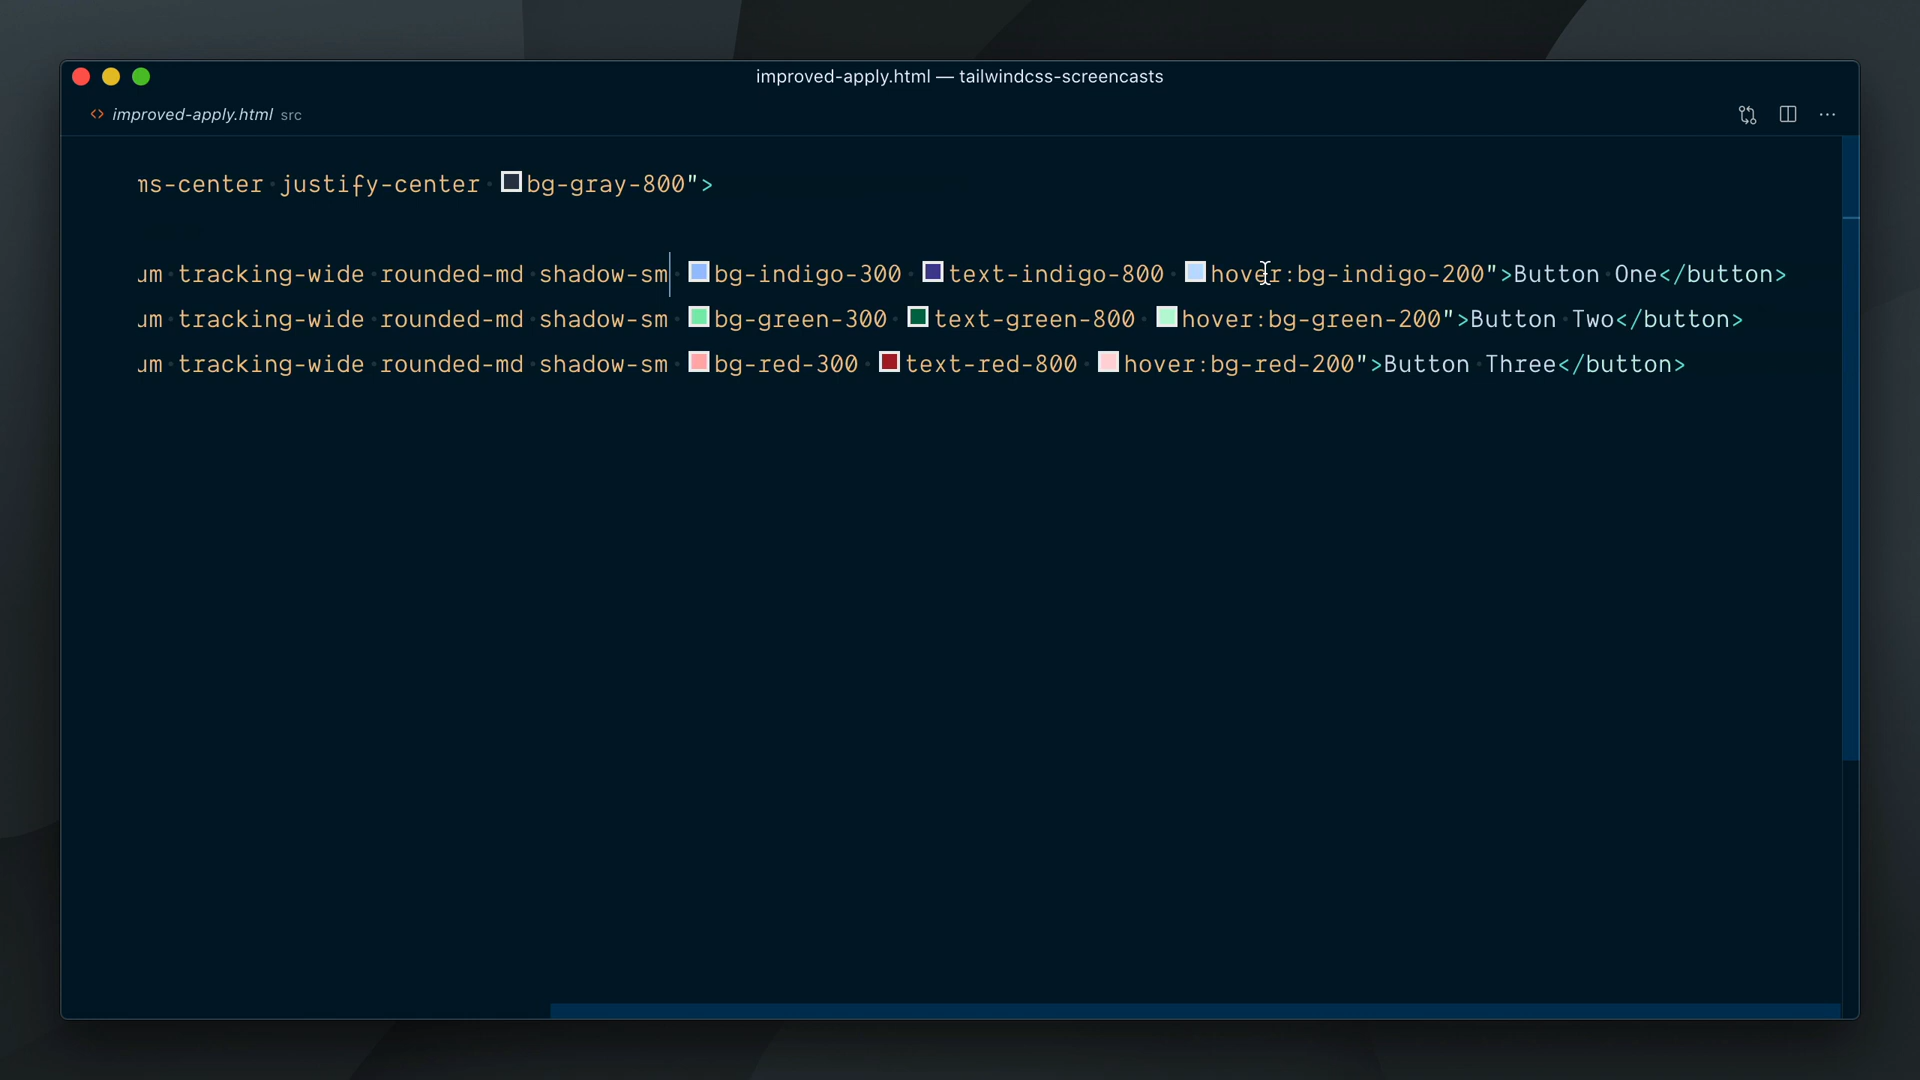 improved-apply.html — tailwindcss-screencasts
<> improved-apply.html src
ms-center justify-center bg-gray-800">
um tracking-wide rounded-md shadow-sm bg-indigo-300 text-indigo-800 hover:bg-indigo-200">Button One</button>
um tracking-wide rounded-md shadow-sm bg-green-300 text-green-800 hover:bg-green-200">Button Two</button>
um tracking-wide rounded-md shadow-sm bg-red-300 text-red-800 hover:bg-red-200">Button Three</button>